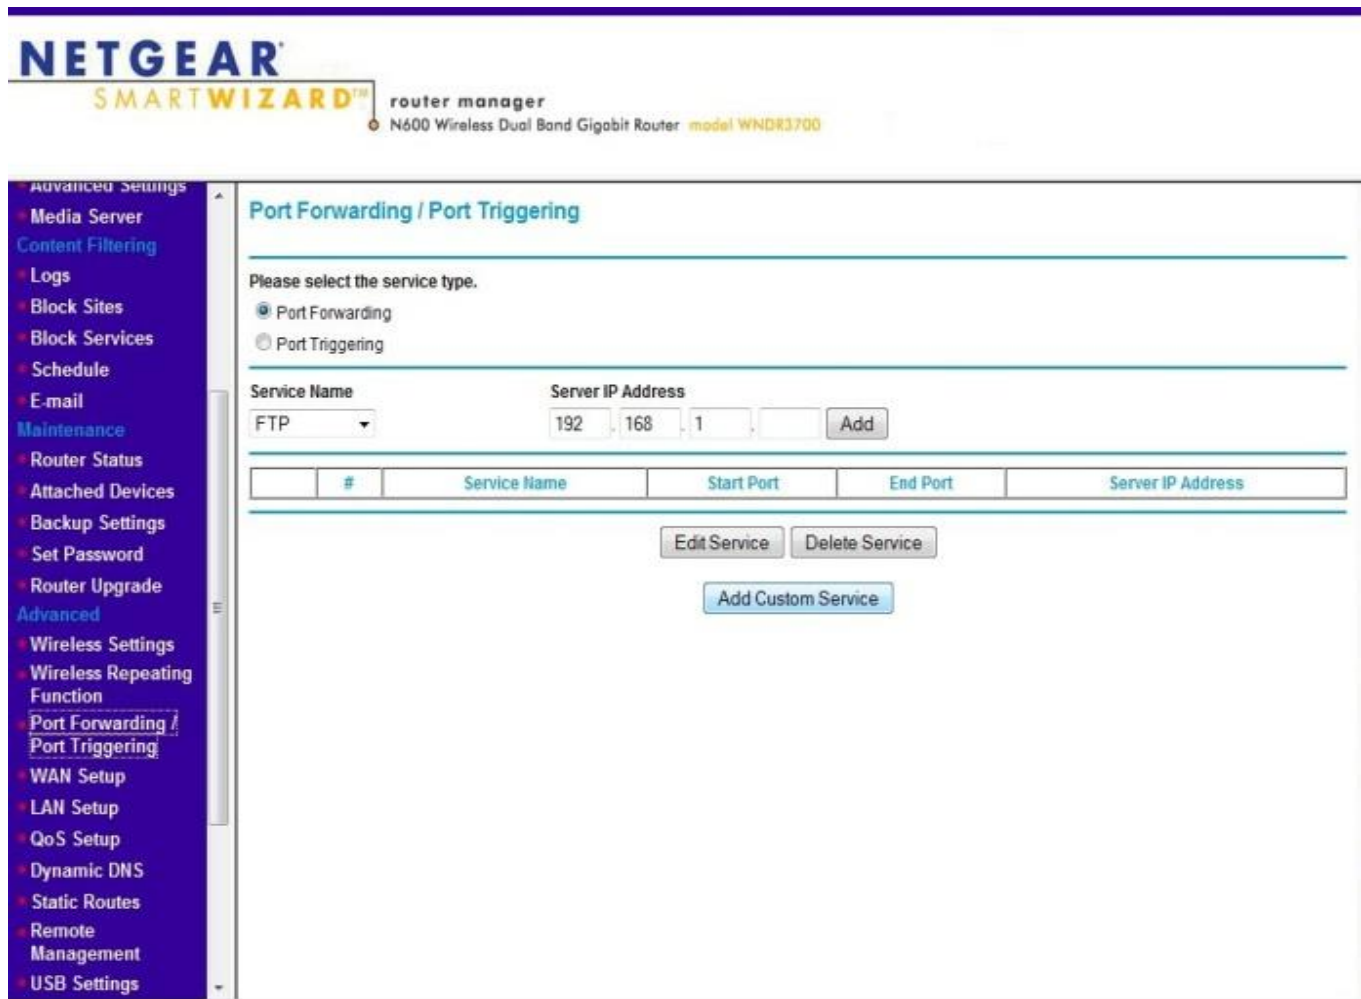 NETGEAR
SMARTWIZARD™
router manager
N600 Wireless Dual Band Gigabit Router model WNDR3700
Advanced Settings
Media Server
Content Filtering
Logs
Block Sites
Block Services
Schedule
E-mail
Maintenance
Router Status
Attached Devices
Backup Settings
Set Password
Router Upgrade
Advanced
Wireless Settings
Wireless Repeating
Function
Port Forwarding /
Port Triggering
WAN Setup
LAN Setup
QoS Setup
Dynamic DNS
Static Routes
Remote
Management
USB Settings
Port Forwarding / Port Triggering
Please select the service type.
Port Forwarding
Port Triggering
Service Name Server IP Address
FTP 192 . 168 . 1 . Add
# Service Name Start Port End Port Server IP Address
Edit Service Delete Service
Add Custom Service